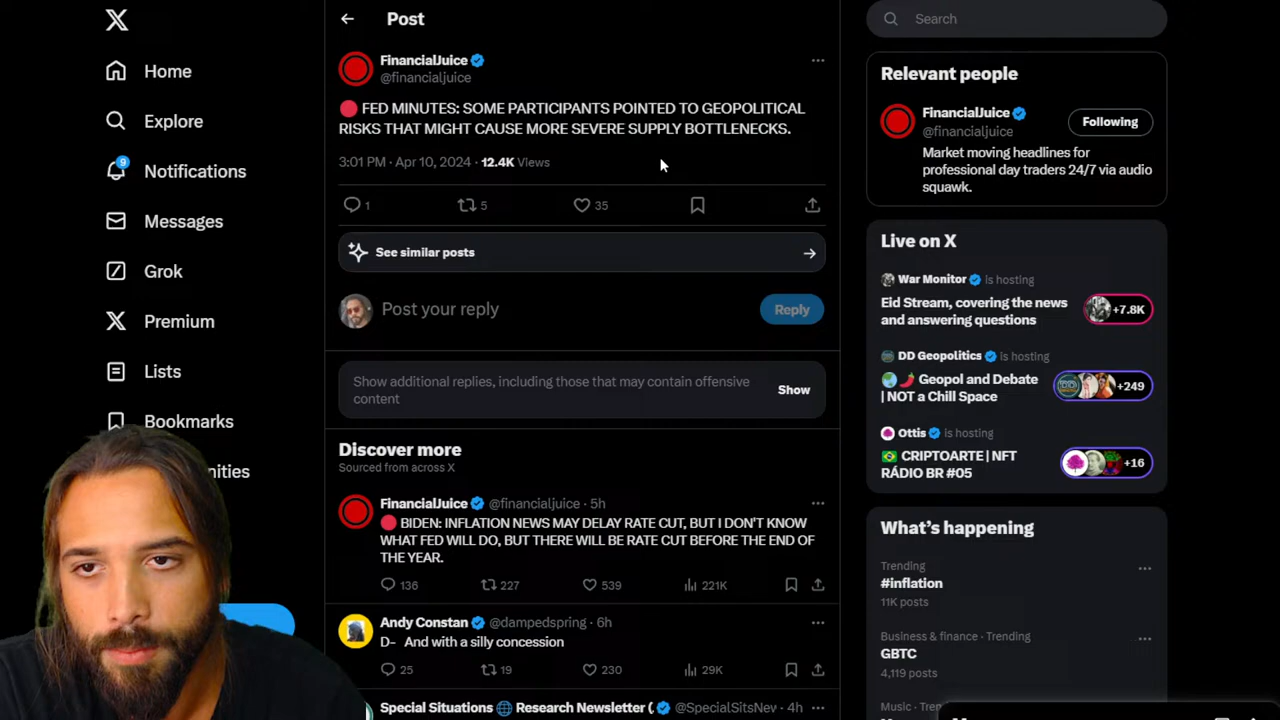 Home
Explore
9
Notifications
Messages
Grok
Premium
Lists
Bookmarks
nities
Post
FinancialJuice
@financialjuice
FED MINUTES: SOME PARTICIPANTS POINTED TO GEOPOLITICAL
RISKS THAT MIGHT CAUSE MORE SEVERE SUPPLY BOTTLENECKS.
3:01 PM · Apr 10, 2024 · 12.4K Views
1 5 35
See similar posts
Post your reply
Reply
Show additional replies, including those that may contain offensive
content
Show
Discover more
Sourced from across X
FinancialJuice @financialjuice · 5h
BIDEN: INFLATION NEWS MAY DELAY RATE CUT, BUT I DON'T KNOW
WHAT FED WILL DO, BUT THERE WILL BE RATE CUT BEFORE THE END OF
THE YEAR.
136 227 539 221K
Andy Constan @dampedspring · 6h
D- And with a silly concession
25 19 230 29K
Special Situations 🌐 Research Newsletter ( @SpecialSitsNev · 4h
Search
Relevant people
FinancialJuice
@financialjuice
Following
Market moving headlines for
professional day traders 24/7 via audio
squawk.
Live on X
War Monitor is hosting
Eid Stream, covering the news
and answering questions
+7.8K
DD Geopolitics is hosting
🌏🌶️ Geopol and Debate
| NOT a Chill Space
+249
Ottis is hosting
🇧🇷 CRIPTOARTE | NFT
RÁDIO BR #05
+16
What's happening
Trending
#inflation
11K posts
Business & finance · Trending
GBTC
4,119 posts